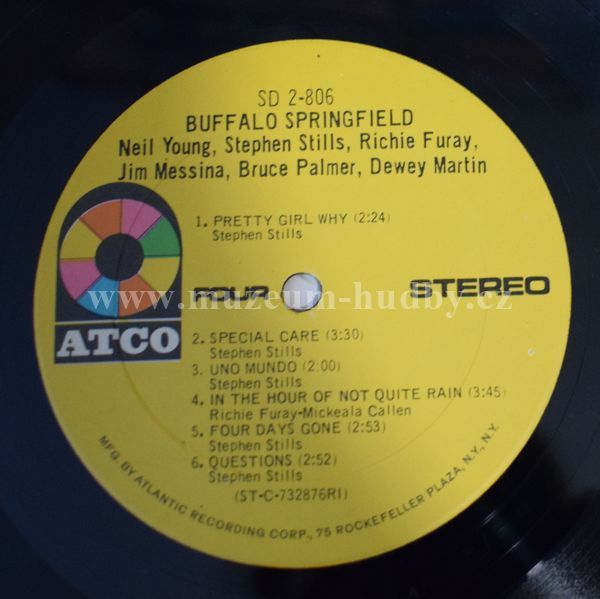 SD 2-806
BUFFALO SPRINGFIELD
Neil Young, Stephen Stills, Richie Furay,
Jim Messina, Bruce Palmer, Dewey Martin
1. PRETTY GIRL WHY (2:24)
Stephen Stills
www.muzeum-hudby.cz
FOUR
STEREO
ATCO
2. SPECIAL CARE (3:30)
Stephen Stills
3. UNO MUNDO (2:00)
Stephen Stills
4. IN THE HOUR OF NOT QUITE RAIN (3:45)
Richie Furay-Mickeala Callen
5. FOUR DAYS GONE (2:53)
Stephen Stills
6. QUESTIONS (2:52)
Stephen Stills
(ST-C-732876RI)
MFG. BY ATLANTIC RECORDING CORP., 75 ROCKEFELLER PLAZA, N.Y., N.Y.